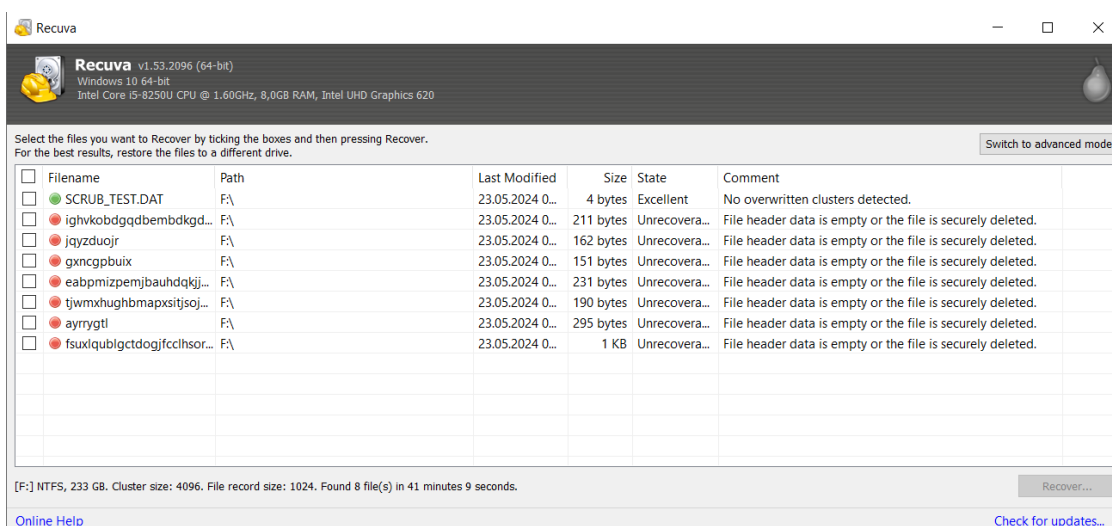 Recuva
Recuva v1.53.2096 (64-bit)
Windows 10 64-bit
Intel Core i5-8250U CPU @ 1.60GHz, 8,0GB RAM, Intel UHD Graphics 620
Select the files you want to Recover by ticking the boxes and then pressing Recover.
For the best results, restore the files to a different drive.
Switch to advanced mode
Filename Path Last Modified Size State Comment
SCRUB_TEST.DAT F:\ 23.05.2024 0... 4 bytes Excellent No overwritten clusters detected.
ighvkobdgqdbembdkgd... F:\ 23.05.2024 0... 211 bytes Unrecovera... File header data is empty or the file is securely deleted.
jqyzduojr F:\ 23.05.2024 0... 162 bytes Unrecovera... File header data is empty or the file is securely deleted.
gxncgpbuix F:\ 23.05.2024 0... 151 bytes Unrecovera... File header data is empty or the file is securely deleted.
eabpmizpemjbauhdqkjj... F:\ 23.05.2024 0... 231 bytes Unrecovera... File header data is empty or the file is securely deleted.
tjwmxhughbmapxsitjsoj... F:\ 23.05.2024 0... 190 bytes Unrecovera... File header data is empty or the file is securely deleted.
ayrrygtl F:\ 23.05.2024 0... 295 bytes Unrecovera... File header data is empty or the file is securely deleted.
fsuxlqublgctdogjfcclhsor... F:\ 23.05.2024 0... 1 KB Unrecovera... File header data is empty or the file is securely deleted.
[F:] NTFS, 233 GB. Cluster size: 4096. File record size: 1024. Found 8 file(s) in 41 minutes 9 seconds.
Recover...
Online Help Check for updates...